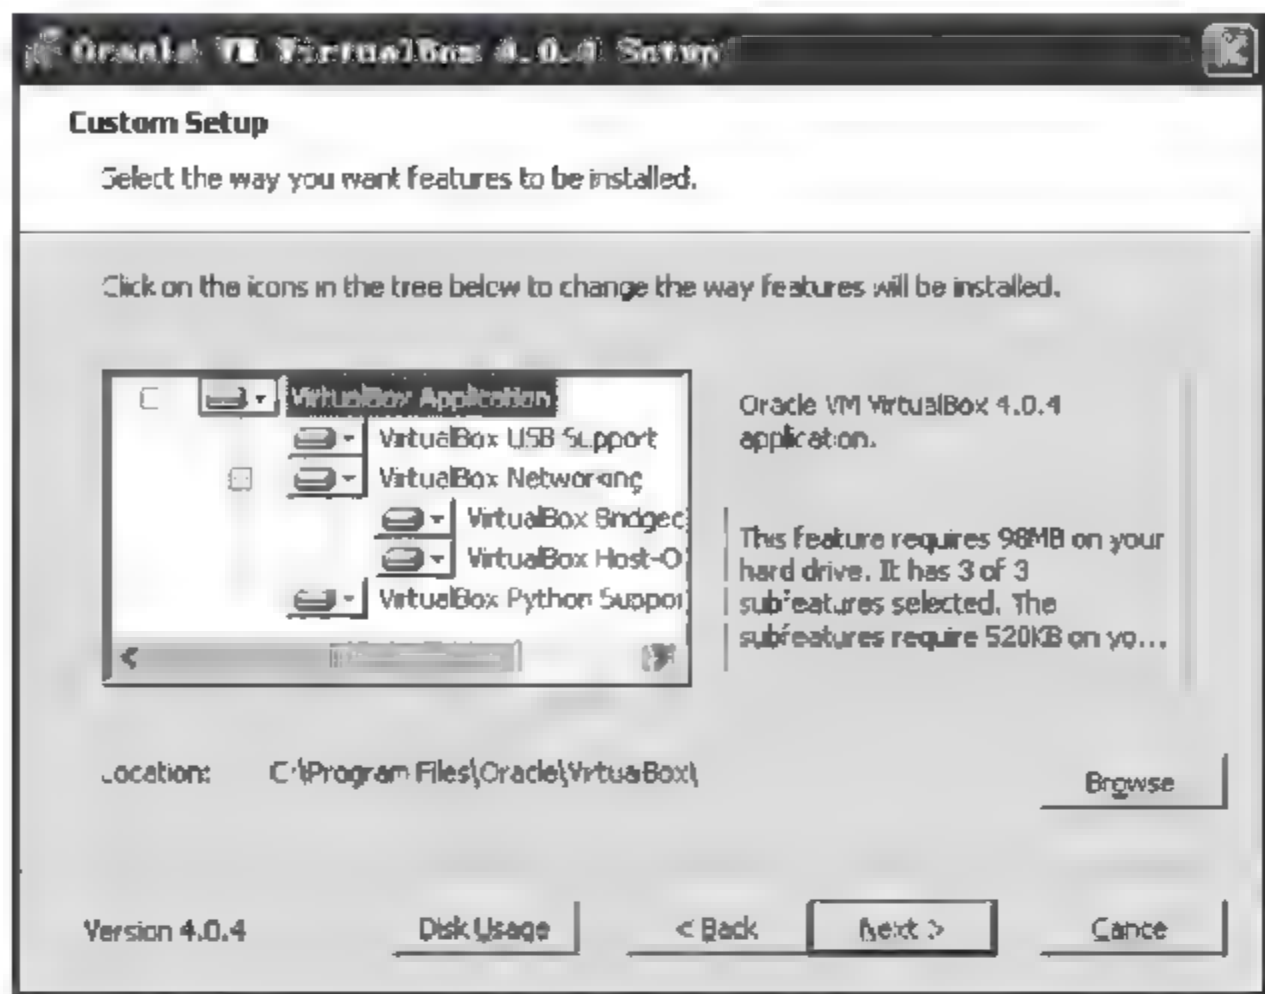 Oracle VM VirtualBox 4.0.4 Setup
Custom Setup
Select the way you want features to be installed.
Click on the icons in the tree below to change the way features will be installed.
VirtualBox Application
VirtualBox USB Support
VirtualBox Networking
VirtualBox Bridged
VirtualBox Host-O
VirtualBox Python Suppor
Oracle VM VirtualBox 4.0.4
application.
This feature requires 98MB on your
hard drive. It has 3 of 3
subfeatures selected. The
subfeatures require 520KB on yo...
Location: C:\Program Files\Oracle\VirtualBox\
Browse
Version 4.0.4
Disk Usage
< Back
Next >
Cancel